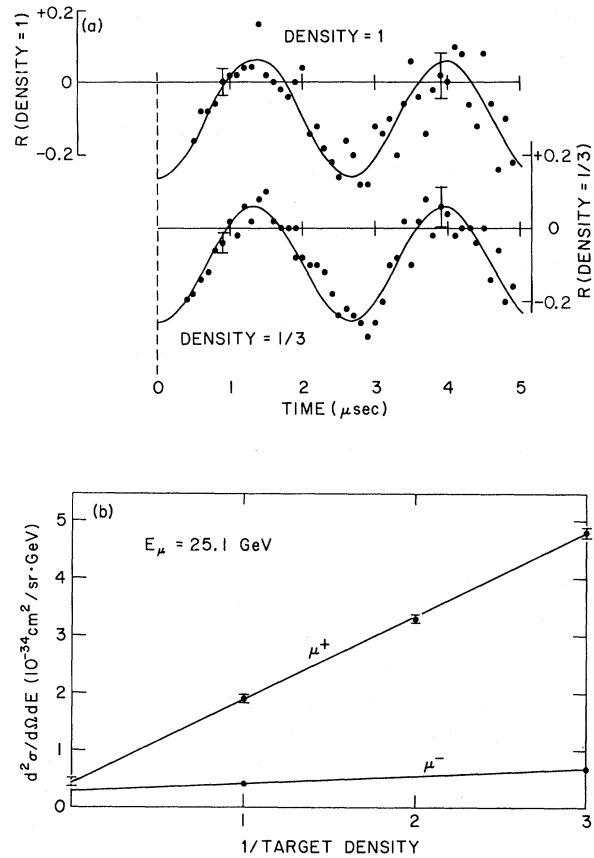 (a)
DENSITY = 1
R (DENSITY = 1)
+0.2
0
-0.2
+0.2
0
-0.2
R (DENSITY = 1/3)
DENSITY = 1/3
0 1 2 3 4 5
TIME (μsec)
(b)
Eμ = 25.1 GeV
d²σ/dΩdE (10⁻³⁴cm²/sr·GeV)
5
4
3
2
1
0
μ⁺
μ⁻
1 2 3
1/TARGET DENSITY